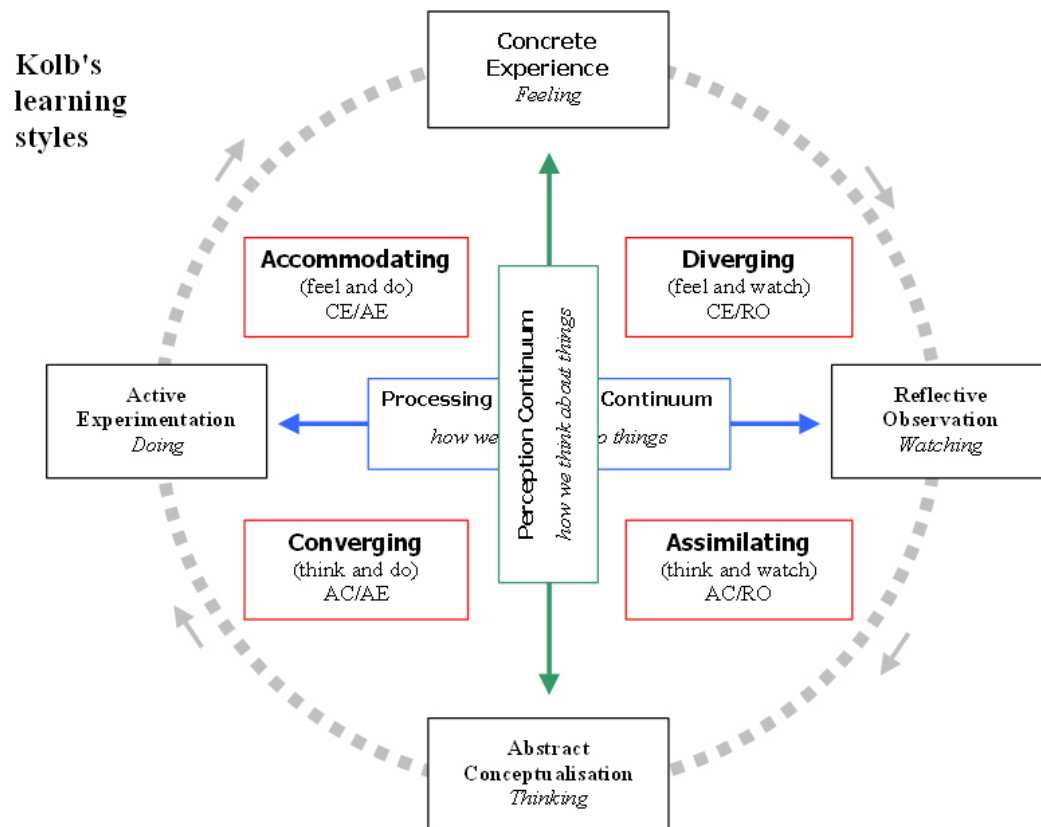 Kolb's
learning
styles
Concrete
Experience
Feeling
Accommodating
(feel and do)
CE/AE
Diverging
(feel and watch)
CE/RO
Active
Experimentation
Doing
Processing Continuum
how we things
Perception Continuum
how we think about things
Reflective
Observation
Watching
Converging
(think and do)
AC/AE
Assimilating
(think and watch)
AC/RO
Abstract
Conceptualisation
Thinking